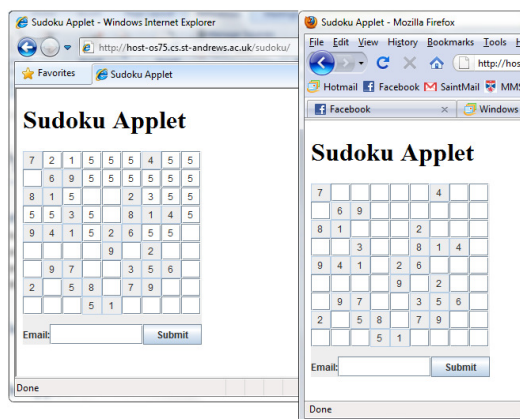 Sudoku Applet - Windows Internet Explorer
http://host-os75.cs.st-andrews.ac.uk/sudoku/
Favorites Sudoku Applet
Sudoku Applet
7 2 1 5 5 5 4 5 5
6 9 5 5 5 5 5 5
8 1 5 2 3 5 5
5 5 3 5 8 1 4 5
9 4 1 5 2 6 5 5
9 2
9 7 3 5 6
2 5 8 7 9
5 1
Email: Submit
Done
Sudoku Applet - Mozilla Firefox
File Edit View History Bookmarks Tools
http://hos
Hotmail Facebook SaintMail MMS
Facebook × Windows
Sudoku Applet
7 4
6 9
8 1 2
3 8 1 4
9 4 1 2 6
9 2
9 7 3 5 6
2 5 8 7 9
5 1
Email: Submit
Done